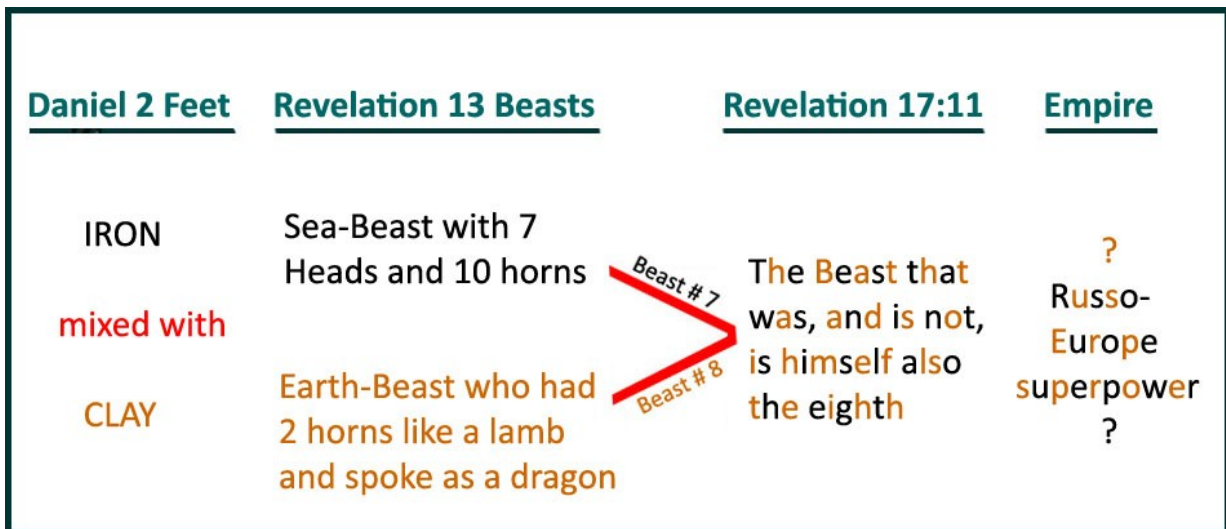 Daniel 2 Feet
Revelation 13 Beasts
Revelation 17:11
Empire
IRON
mixed with
CLAY
Sea-Beast with 7
Heads and 10 horns
Earth-Beast who had
2 horns like a lamb
and spoke as a dragon
Beast # 7
Beast # 8
The Beast that
was, and is not,
is himself also
the eighth
?
Russo-
Europe
superpower
?